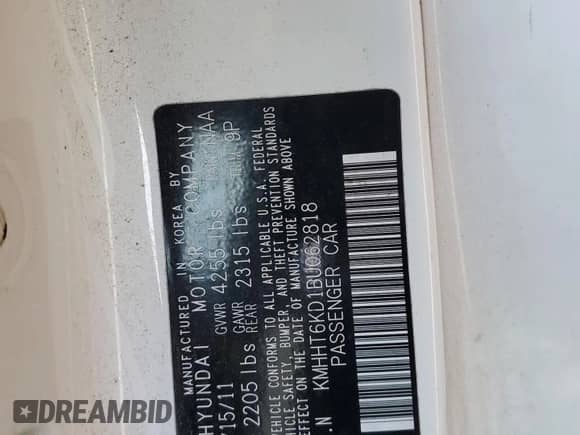 MANUFACTURED IN KOREA BY
HYUNDAI MOTOR COMPANY
/15/11 GVWR 4255 lbs
GAWR
2205 lbs REAR 2315 lbs
VEHICLE CONFORMS TO ALL APPLICABLE U.S.A. FEDERAL
VEHICLE SAFETY, BUMPER, AND THEFT PREVENTION STANDARDS
ON THE DATE OF MANUFACTURE SHOWN ABOVE
.N KMHHT6KD1BU062818
PASSENGER CAR
DREAMBID